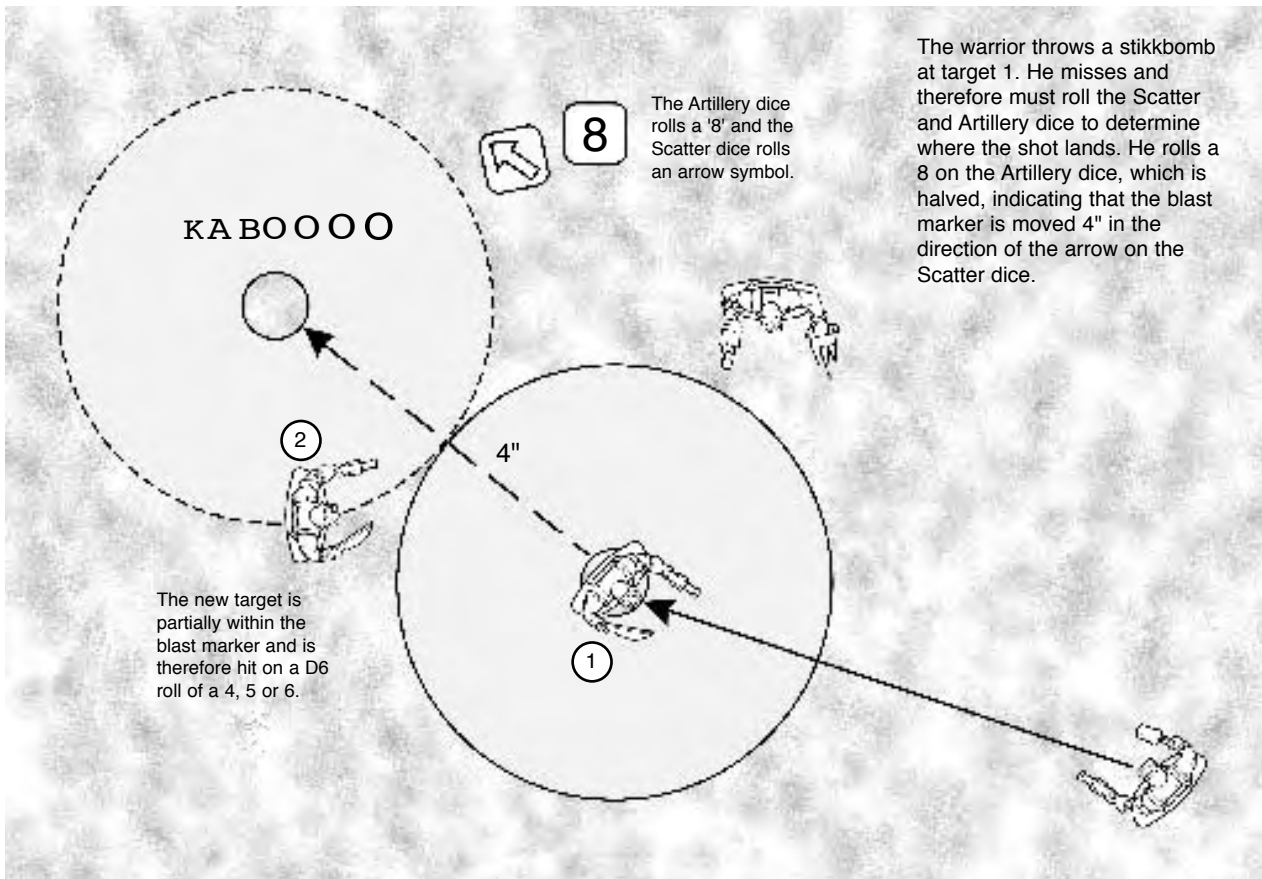 The warrior throws a stikkbomb
at target 1. He misses and
therefore must roll the Scatter
and Artillery dice to determine
where the shot lands. He rolls a
8 on the Artillery dice, which is
halved, indicating that the blast
marker is moved 4" in the
direction of the arrow on the
Scatter dice.
8
The Artillery dice
rolls a '8' and the
Scatter dice rolls
an arrow symbol.
KABOOOO
2
4"
The new target is
partially within the
blast marker and is
therefore hit on a D6
roll of a 4, 5 or 6.
1